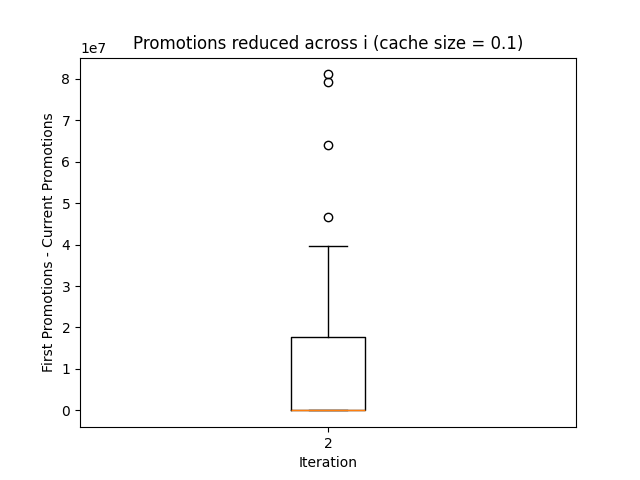 Promotions reduced across i (cache size = 0.1)
1e7
8
7
6
5
4
3
2
1
0
First Promotions - Current Promotions
2
Iteration